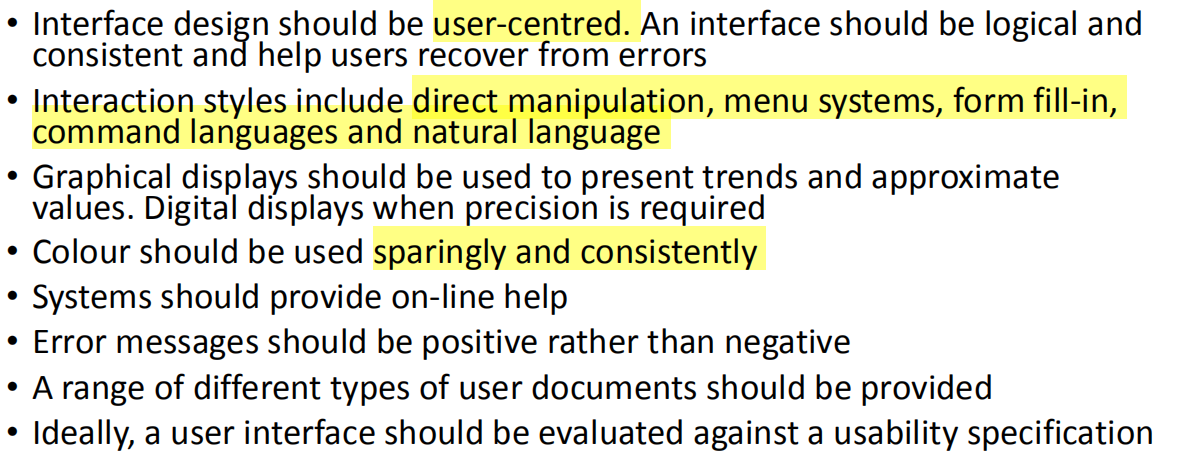 • Interface design should be user-centred. An interface should be logical and
consistent and help users recover from errors
• Interaction styles include direct manipulation, menu systems, form fill-in,
command languages and natural language
• Graphical displays should be used to present trends and approximate
values. Digital displays when precision is required
• Colour should be used sparingly and consistently
• Systems should provide on-line help
• Error messages should be positive rather than negative
• A range of different types of user documents should be provided
• Ideally, a user interface should be evaluated against a usability specification